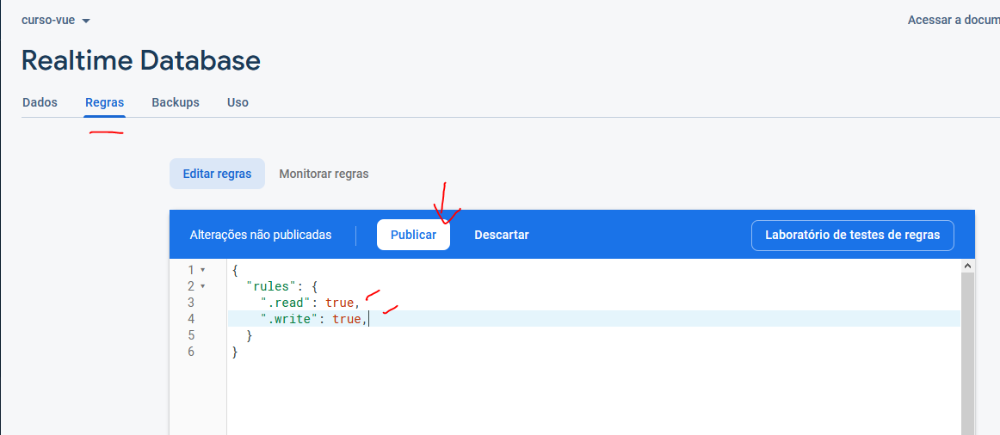 curso-vue
Acessar a docum
Realtime Database
Dados Regras Backups Uso
Editar regras Monitorar regras
Alterações não publicadas Publicar Descartar Laboratório de testes de regras
1 {
2 "rules": {
3 ".read": true,
4 ".write": true,
5 }
6 }